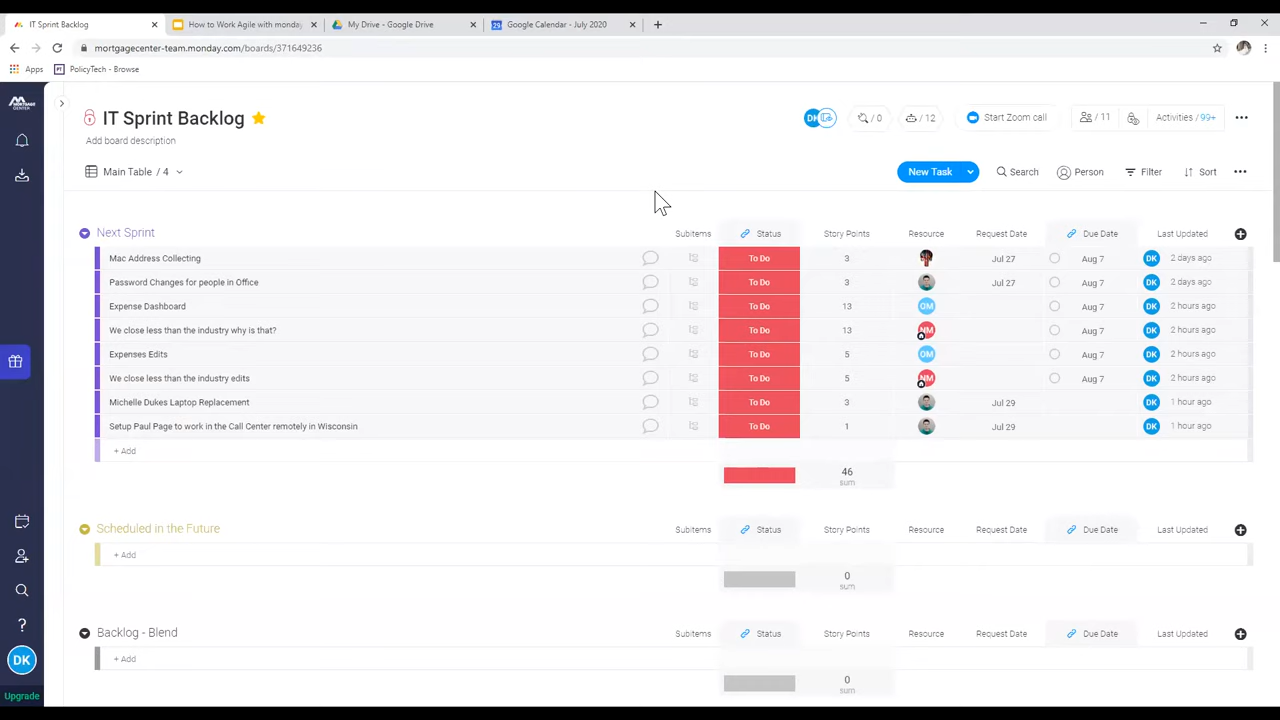 IT Sprint Backlog
How to Work Agile with monday
My Drive - Google Drive
Google Calendar - July 2020
mortgagecenter-team.monday.com/boards/371649236
Apps
PolicyTech - Browse
IT Sprint Backlog
DK
/ 0
/ 12
Start Zoom call
/ 11
Activities / 99+
Add board description
Main Table / 4
New Task
Search
Person
Filter
Sort
Next Sprint Subitems Status Story Points Resource Request Date Due Date Last Updated
Mac Address Collecting To Do 3 Jul 27 Aug 7 DK 2 days ago
Password Changes for people in Office To Do 3 Jul 27 Aug 7 DK 2 days ago
Expense Dashboard To Do 13 OM Aug 7 DK 2 hours ago
We close less than the industry why is that? To Do 13 NM Aug 7 DK 2 hours ago
Expenses Edits To Do 5 OM Aug 7 DK 2 hours ago
We close less than the industry edits To Do 5 NM Aug 7 DK 2 hours ago
Michelle Dukes Laptop Replacement To Do 3 Jul 29 DK 1 hour ago
Setup Paul Page to work in the Call Center remotely in Wisconsin To Do 1 Jul 29 DK 1 hour ago
+ Add
46
sum
Scheduled in the Future Subitems Status Story Points Resource Request Date Due Date Last Updated
+ Add
0
sum
Backlog - Blend Subitems Status Story Points Resource Request Date Due Date Last Updated
+ Add
0
sum
?
DK
Upgrade